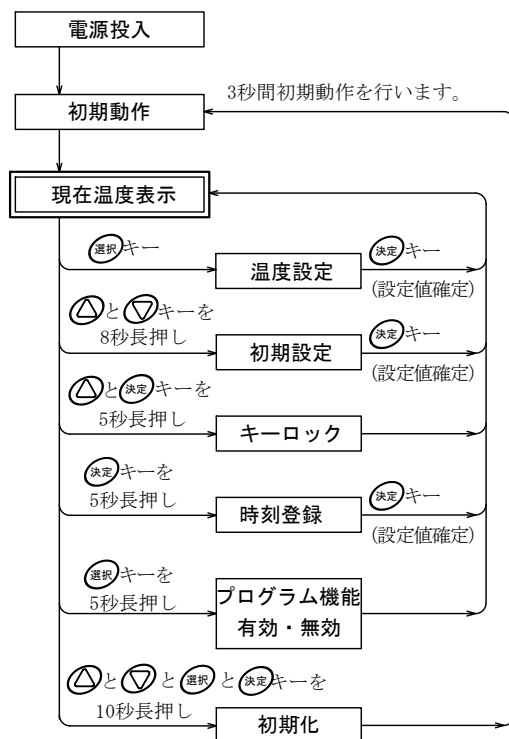 電源投入
3秒間初期動作を行います。
初期動作
現在温度表示
選択キー
決定キー
温度設定
(設定値確定)
△と▽キーを
8秒長押し
決定キー
初期設定
(設定値確定)
△と決定キーを
5秒長押し
キーロック
決定キーを
5秒長押し
決定キー
時刻登録
(設定値確定)
選択キーを
5秒長押し
プログラム機能
有効・無効
△と▽と選択と決定キーを
10秒長押し
初期化